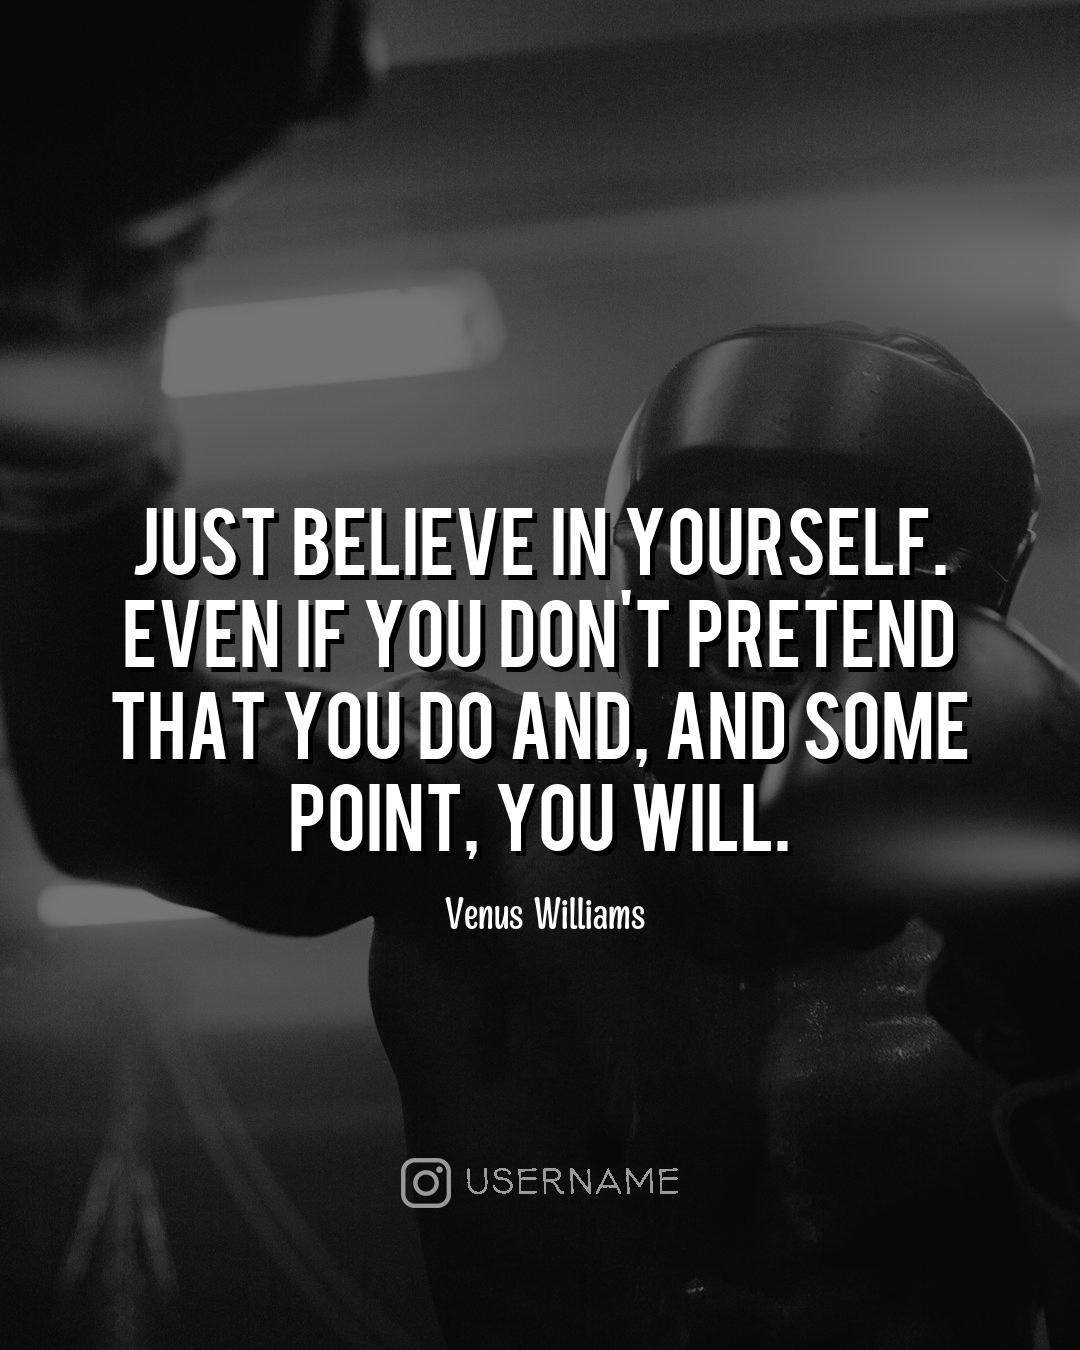 JUST BELIEVE IN YOURSELF.
EVEN IF YOU DON'T PRETEND
THAT YOU DO AND, AND SOME
POINT, YOU WILL.
Venus Williams
USERNAME